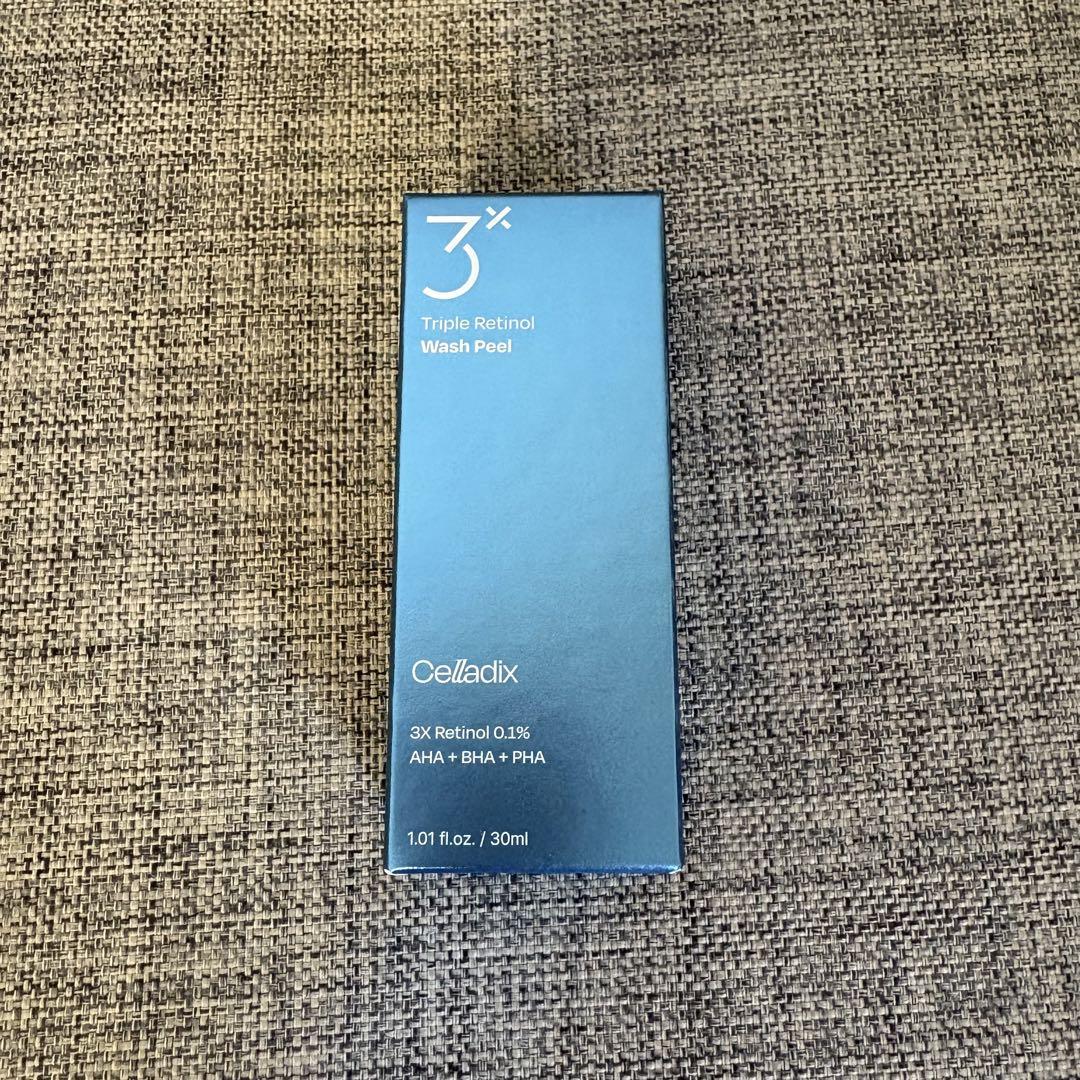 3x
Triple Retinol
Wash Peel
Celladix
3X Retinol 0.1%
AHA + BHA + PHA
1.01 fl.oz. / 30ml